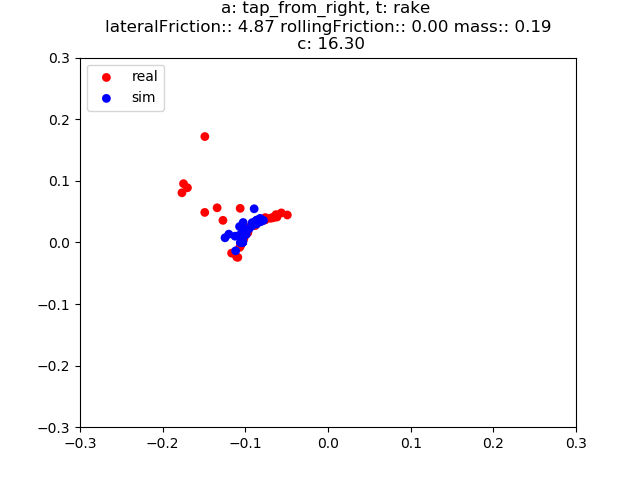 a: tap_from_right, t: rake
lateralFriction:: 4.87 rollingFriction:: 0.00 mass:: 0.19
c: 16.30
real
sim
0.3
0.2
0.1
0.0
−0.1
−0.2
−0.3
−0.3 −0.2 −0.1 0.0 0.1 0.2 0.3